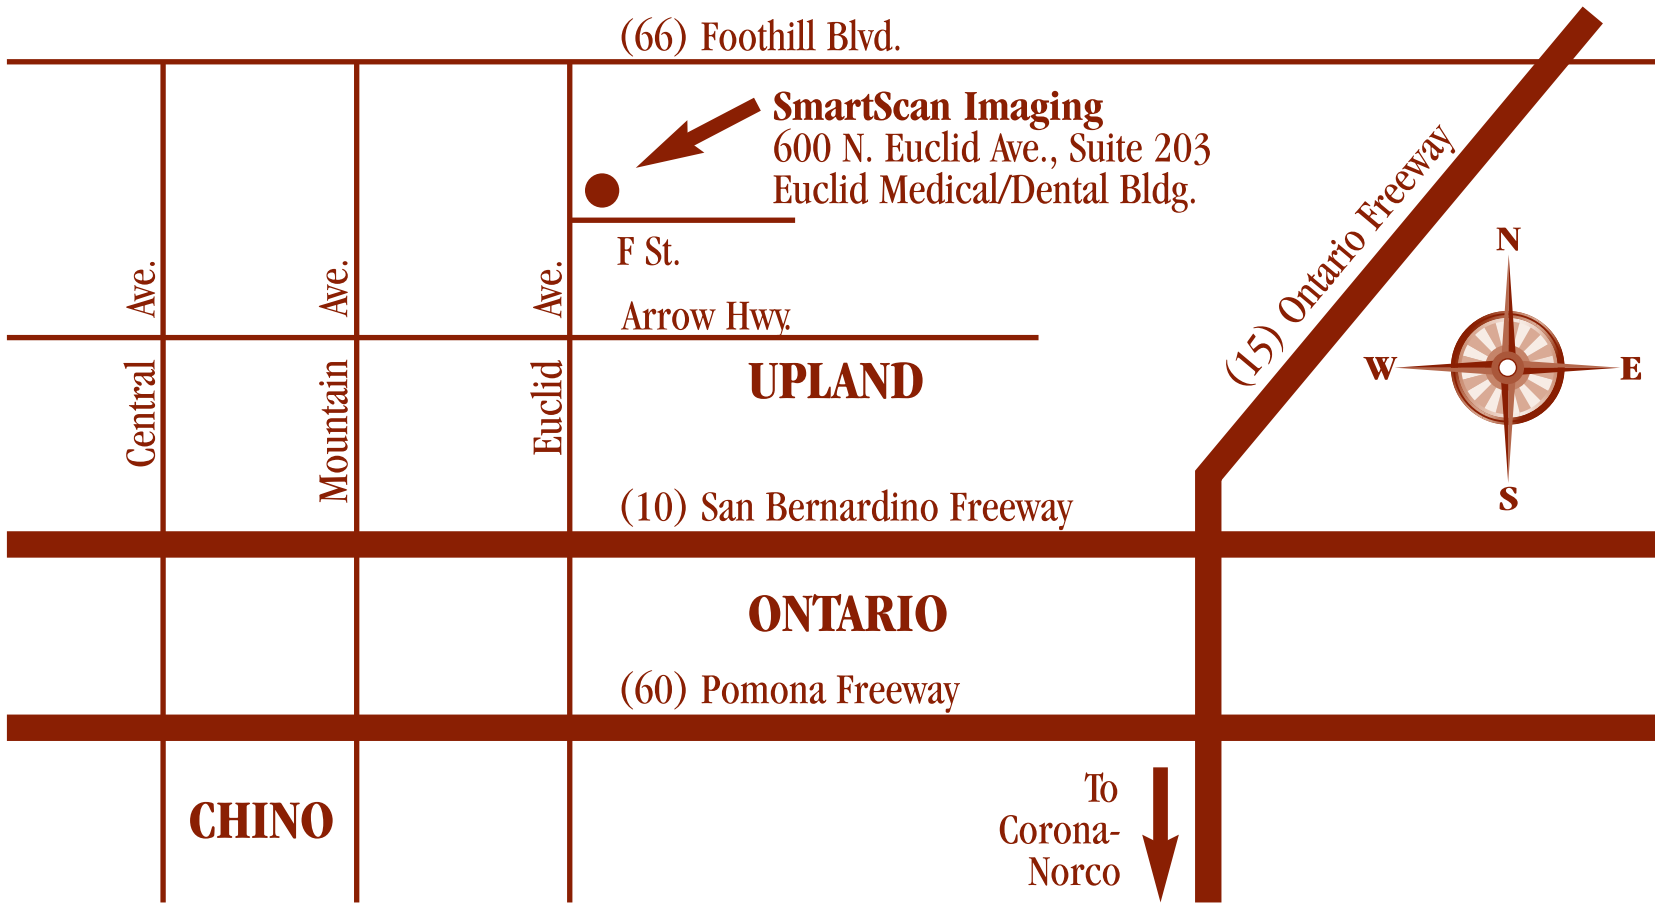 (66) Foothill Blvd.
SmartScan Imaging
600 N. Euclid Ave., Suite 203
Euclid Medical/Dental Bldg.
F St.
Arrow Hwy.
Central Ave.
Mountain Ave.
Euclid Ave.
(15) Ontario Freeway
N
W
E
S
UPLAND
(10) San Bernardino Freeway
ONTARIO
(60) Pomona Freeway
CHINO
To
Corona-
Norco